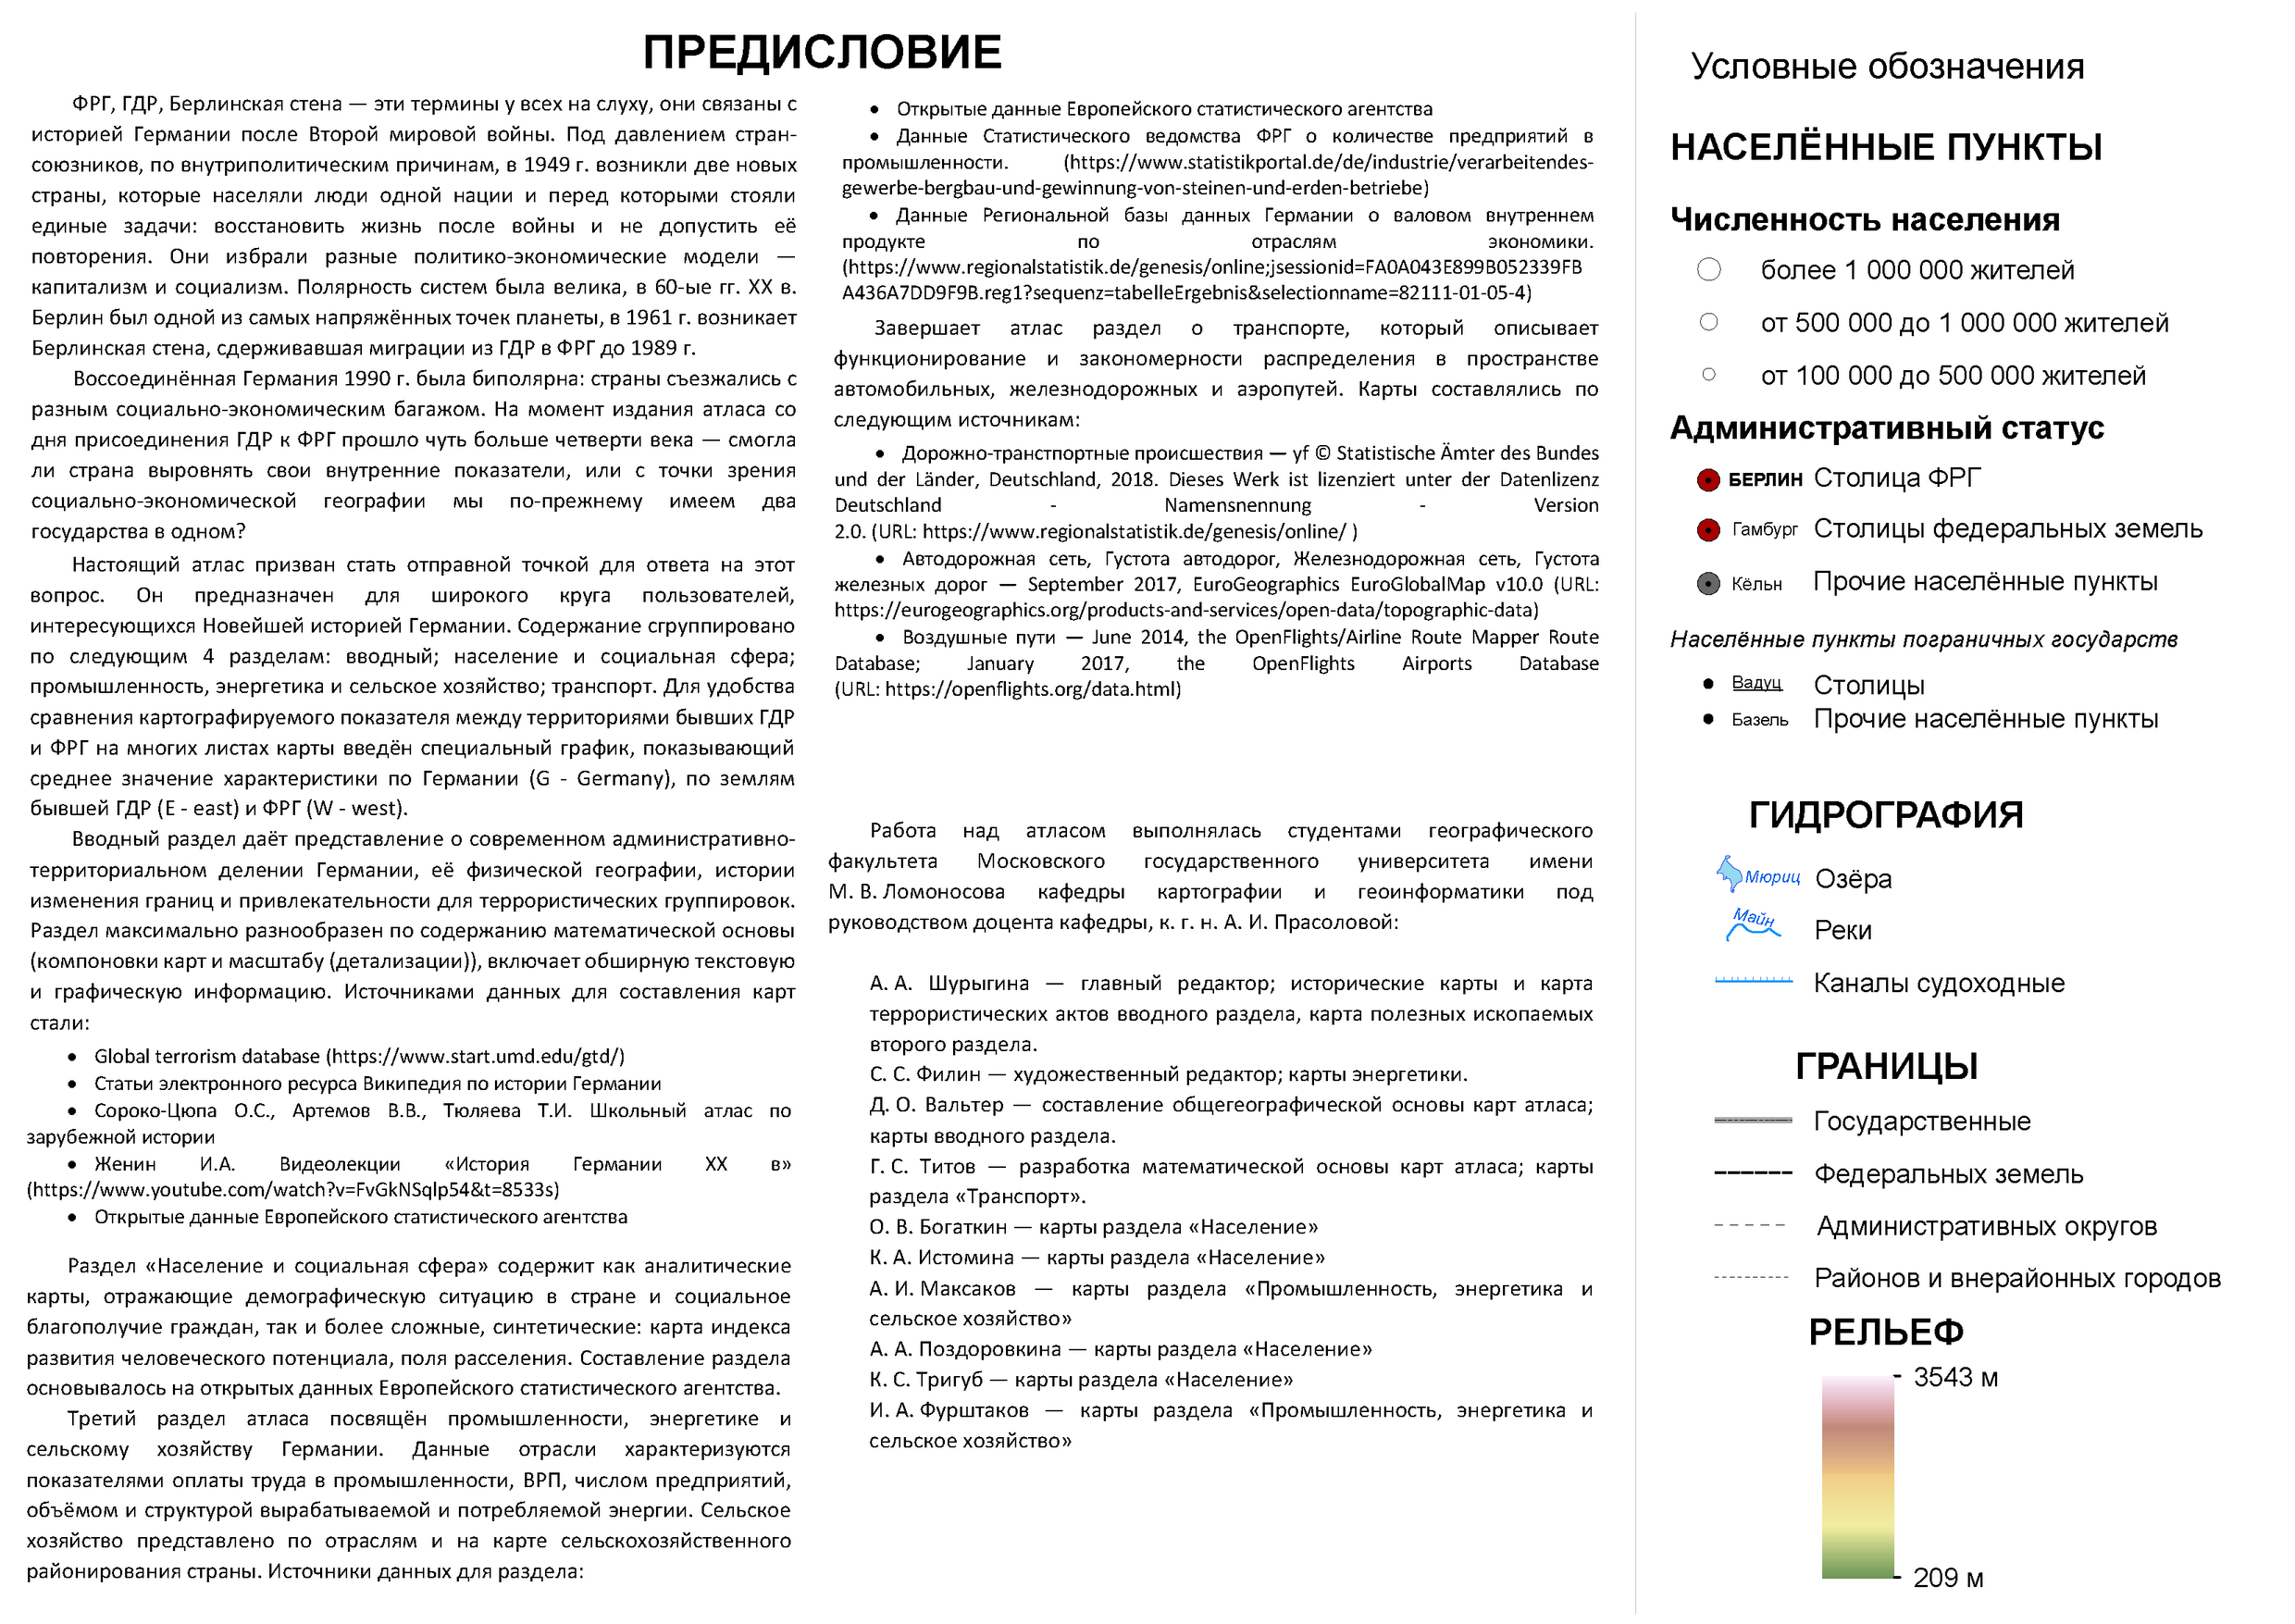 ПРЕДИСЛОВИЕ
ФРГ, ГДР, Берлинская стена — эти термины у всех на слуху, они связаны с
историей Германии после Второй мировой войны. Под давлением стран-
союзников, по внутриполитическим причинам, в 1949 г. возникли две новых
страны, которые населяли люди одной нации и перед которыми стояли
единые задачи: восстановить жизнь после войны и не допустить её
повторения. Они избрали разные политико-экономические модели —
капитализм и социализм. Полярность систем была велика, в 60-ые гг. XX в.
Берлин был одной из самых напряжённых точек планеты, в 1961 г. возникает
Берлинская стена, сдерживавшая миграции из ГДР в ФРГ до 1989 г.
Воссоединённая Германия 1990 г. была биполярна: страны съезжались с
разным социально-экономическим багажом. На момент издания атласа со
дня присоединения ГДР к ФРГ прошло чуть больше четверти века — смогла
ли страна выровнять свои внутренние показатели, или с точки зрения
социально-экономической географии мы по-прежнему имеем два
государства в одном?
Настоящий атлас призван стать отправной точкой для ответа на этот
вопрос. Он предназначен для широкого круга пользователей,
интересующихся Новейшей историей Германии. Содержание сгруппировано
по следующим 4 разделам: вводный; население и социальная сфера;
промышленность, энергетика и сельское хозяйство; транспорт. Для удобства
сравнения картографируемого показателя между территориями бывших ГДР
и ФРГ на многих листах карты введён специальный график, показывающий
среднее значение характеристики по Германии (G - Germany), по землям
бывшей ГДР (E - east) и ФРГ (W - west).
Вводный раздел даёт представление о современном административно-
территориальном делении Германии, её физической географии, истории
изменения границ и привлекательности для террористических группировок.
Раздел максимально разнообразен по содержанию математической основы
(компоновки карт и масштабу (детализации)), включает обширную текстовую
и графическую информацию. Источниками данных для составления карт
стали:
• Global terrorism database (https://www.start.umd.edu/gtd/)
• Статьи электронного ресурса Википедия по истории Германии
• Сороко-Цюпа О.С., Артемов В.В., Тюляева Т.И. Школьный атлас по
зарубежной истории
• Женин И.А. Видеолекции «История Германии XX в»
(https://www.youtube.com/watch?v=FvGkNSqlp54&t=8533s)
• Открытые данные Европейского статистического агентства
Раздел «Население и социальная сфера» содержит как аналитические
карты, отражающие демографическую ситуацию в стране и социальное
благополучие граждан, так и более сложные, синтетические: карта индекса
развития человеческого потенциала, поля расселения. Составление раздела
основывалось на открытых данных Европейского статистического агентства.
Третий раздел атласа посвящён промышленности, энергетике и
сельскому хозяйству Германии. Данные отрасли характеризуются
показателями оплаты труда в промышленности, ВРП, числом предприятий,
объёмом и структурой вырабатываемой и потребляемой энергии. Сельское
хозяйство представлено по отраслям и на карте сельскохозяйственного
районирования страны. Источники данных для раздела:
• Открытые данные Европейского статистического агентства
• Данные Статистического ведомства ФРГ о количестве предприятий в
промышленности. (https://www.statistikportal.de/de/industrie/verarbeitendes-
gewerbe-bergbau-und-gewinnung-von-steinen-und-erden-betriebe)
• Данные Региональной базы данных Германии о валовом внутреннем
продукте по отраслям экономики.
(https://www.regionalstatistik.de/genesis/online;jsessionid=FA0A043E899B052339FB
A436A7DD9F9B.reg1?sequenz=tabelleErgebnis&selectionname=82111-01-05-4)
Завершает атлас раздел о транспорте, который описывает
функционирование и закономерности распределения в пространстве
автомобильных, железнодорожных и аэропутей. Карты составлялись по
следующим источникам:
• Дорожно-транспортные происшествия — yf © Statistische Ämter des Bundes
und der Länder, Deutschland, 2018. Dieses Werk ist lizenziert unter der Datenlizenz
Deutschland - Namensnennung - Version
2.0. (URL: https://www.regionalstatistik.de/genesis/online/ )
• Автодорожная сеть, Густота автодорог, Железнодорожная сеть, Густота
железных дорог — September 2017, EuroGeographics EuroGlobalMap v10.0 (URL:
https://eurogeographics.org/products-and-services/open-data/topographic-data)
• Воздушные пути — June 2014, the OpenFlights/Airline Route Mapper Route
Database; January 2017, the OpenFlights Airports Database
(URL: https://openflights.org/data.html)
Работа над атласом выполнялась студентами географического
факультета Московского государственного университета имени
М. В. Ломоносова кафедры картографии и геоинформатики под
руководством доцента кафедры, к. г. н. А. И. Прасоловой:
А. А. Шурыгина — главный редактор; исторические карты и карта
террористических актов вводного раздела, карта полезных ископаемых
второго раздела.
С. С. Филин — художественный редактор; карты энергетики.
Д. О. Вальтер — составление общегеографической основы карт атласа;
карты вводного раздела.
Г. С. Титов — разработка математической основы карт атласа; карты
раздела «Транспорт».
О. В. Богаткин — карты раздела «Население»
К. А. Истомина — карты раздела «Население»
А. И. Максаков — карты раздела «Промышленность, энергетика и
сельское хозяйство»
А. А. Поздоровкина — карты раздела «Население»
К. С. Тригуб — карты раздела «Население»
И. А. Фурштаков — карты раздела «Промышленность, энергетика и
сельское хозяйство»
Условные обозначения
НАСЕЛЁННЫЕ ПУНКТЫ
Численность населения
более 1 000 000 жителей
от 500 000 до 1 000 000 жителей
от 100 000 до 500 000 жителей
Административный статус
БЕРЛИН Столица ФРГ
Гамбург Столицы федеральных земель
Кёльн Прочие населённые пункты
Населённые пункты пограничных государств
Вадуц Столицы
Базель Прочие населённые пункты
ГИДРОГРАФИЯ
Мюриц Озёра
Майн Реки
Каналы судоходные
ГРАНИЦЫ
Государственные
Федеральных земель
Административных округов
Районов и внерайонных городов
РЕЛЬЕФ
3543 м
209 м